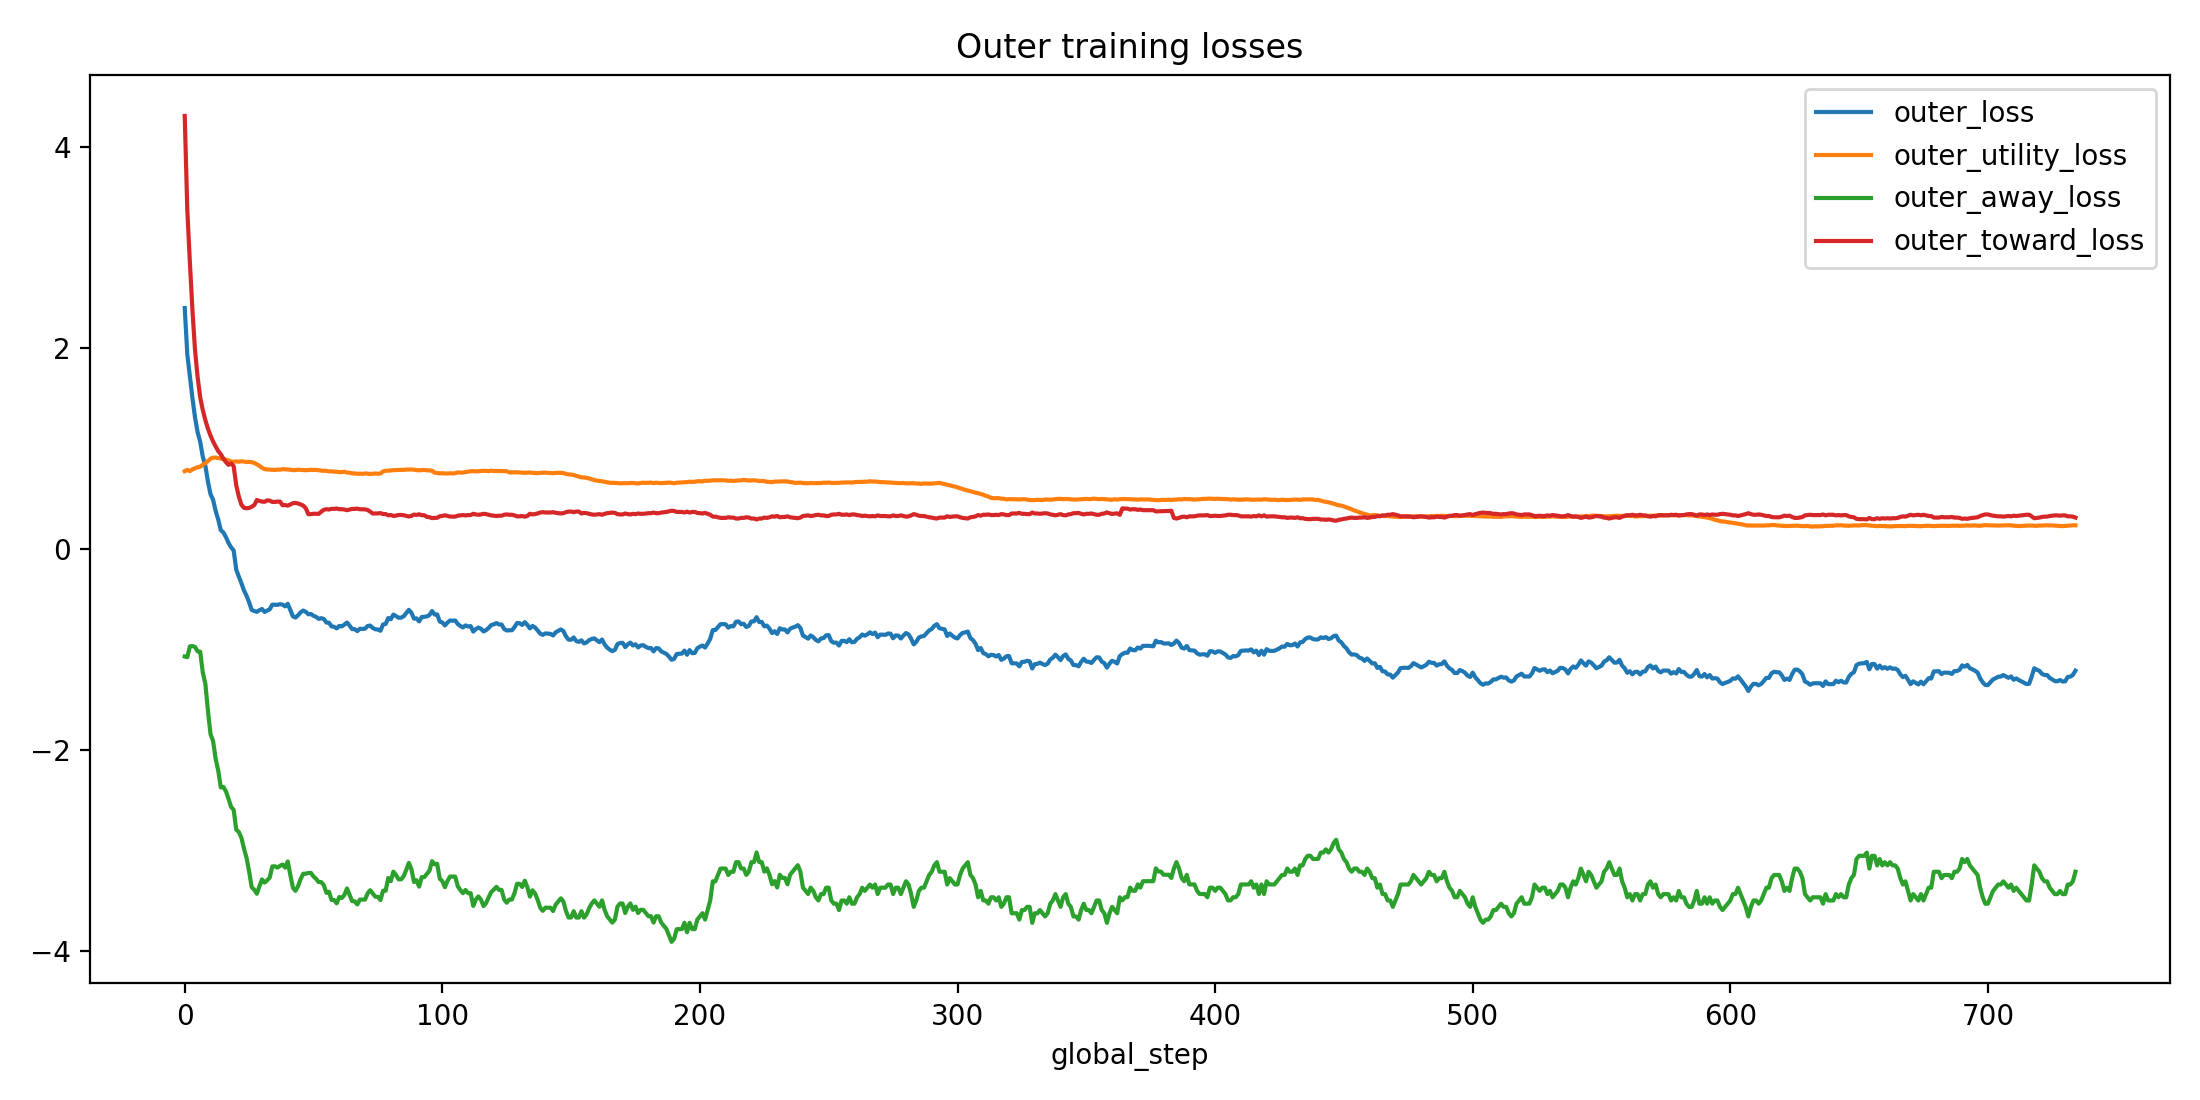 Outer training losses
outer_loss
outer_utility_loss
outer_away_loss
outer_toward_loss
4
2
0
−2
−4
0 100 200 300 400 500 600 700
global_step